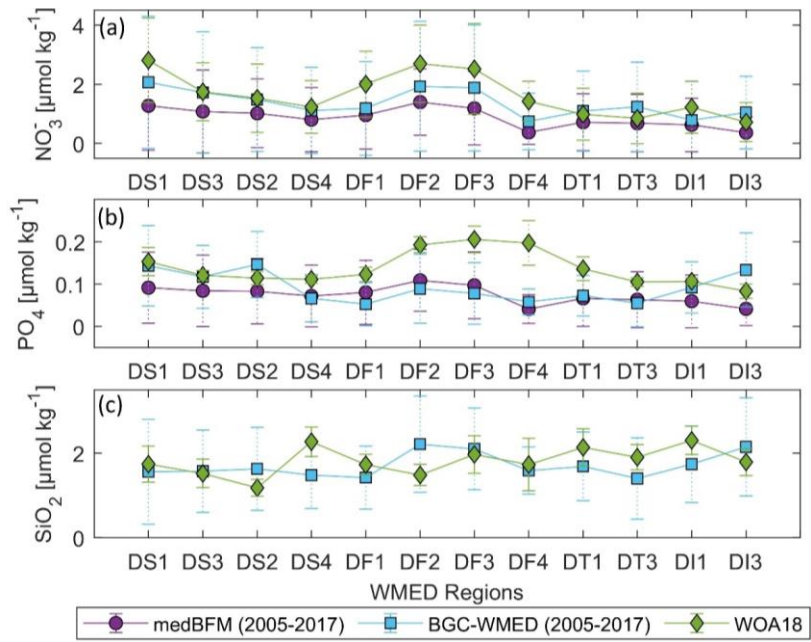 (a)
NO₃⁻ [μmol kg⁻¹]
4
2
0
DS1 DS3 DS2 DS4 DF1 DF2 DF3 DF4 DT1 DT3 DI1 DI3
(b)
PO₄ [μmol kg⁻¹]
0.2
0.1
0
DS1 DS3 DS2 DS4 DF1 DF2 DF3 DF4 DT1 DT3 DI1 DI3
(c)
SiO₂ [μmol kg⁻¹]
2
0
DS1 DS3 DS2 DS4 DF1 DF2 DF3 DF4 DT1 DT3 DI1 DI3
WMED Regions
medBFM (2005-2017) BGC-WMED (2005-2017) WOA18